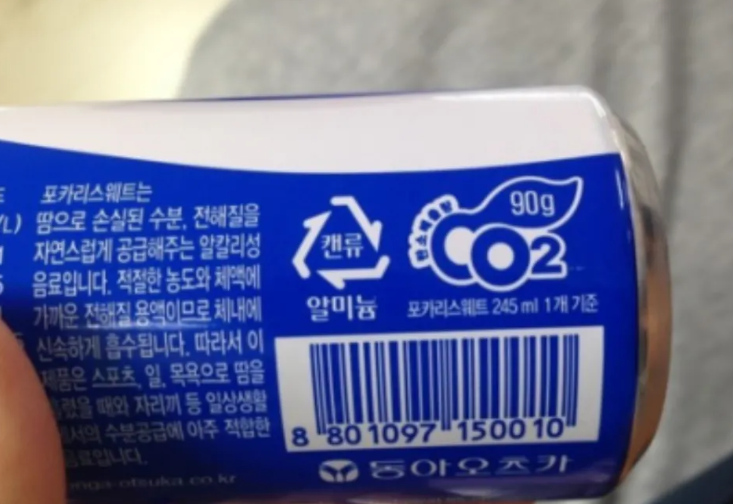 포카리스웨트는
땀으로 손실된 수분, 전해질을
자연스럽게 공급해주는 알칼리성
음료입니다. 적절한 농도와 체액에
가까운 전해질 용액이므로 체내에
신속하게 흡수됩니다. 따라서 이
제품은 스포츠, 일, 목욕으로 땀을
때와 자리끼 등 일상생활
수분공급에 아주 적합한
음료입니다.
캔류
알미늄
90g
CO2
포카리스웨트 245 ml 1개 기준
8 801097 150010
동아오츠카